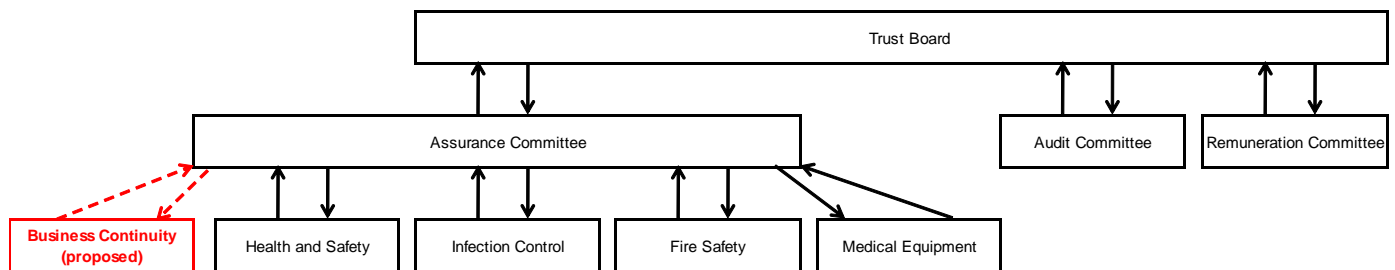 Trust Board
Assurance Committee
Audit Committee
Remuneration Committee
Business Continuity
(proposed)
Health and Safety
Infection Control
Fire Safety
Medical Equipment